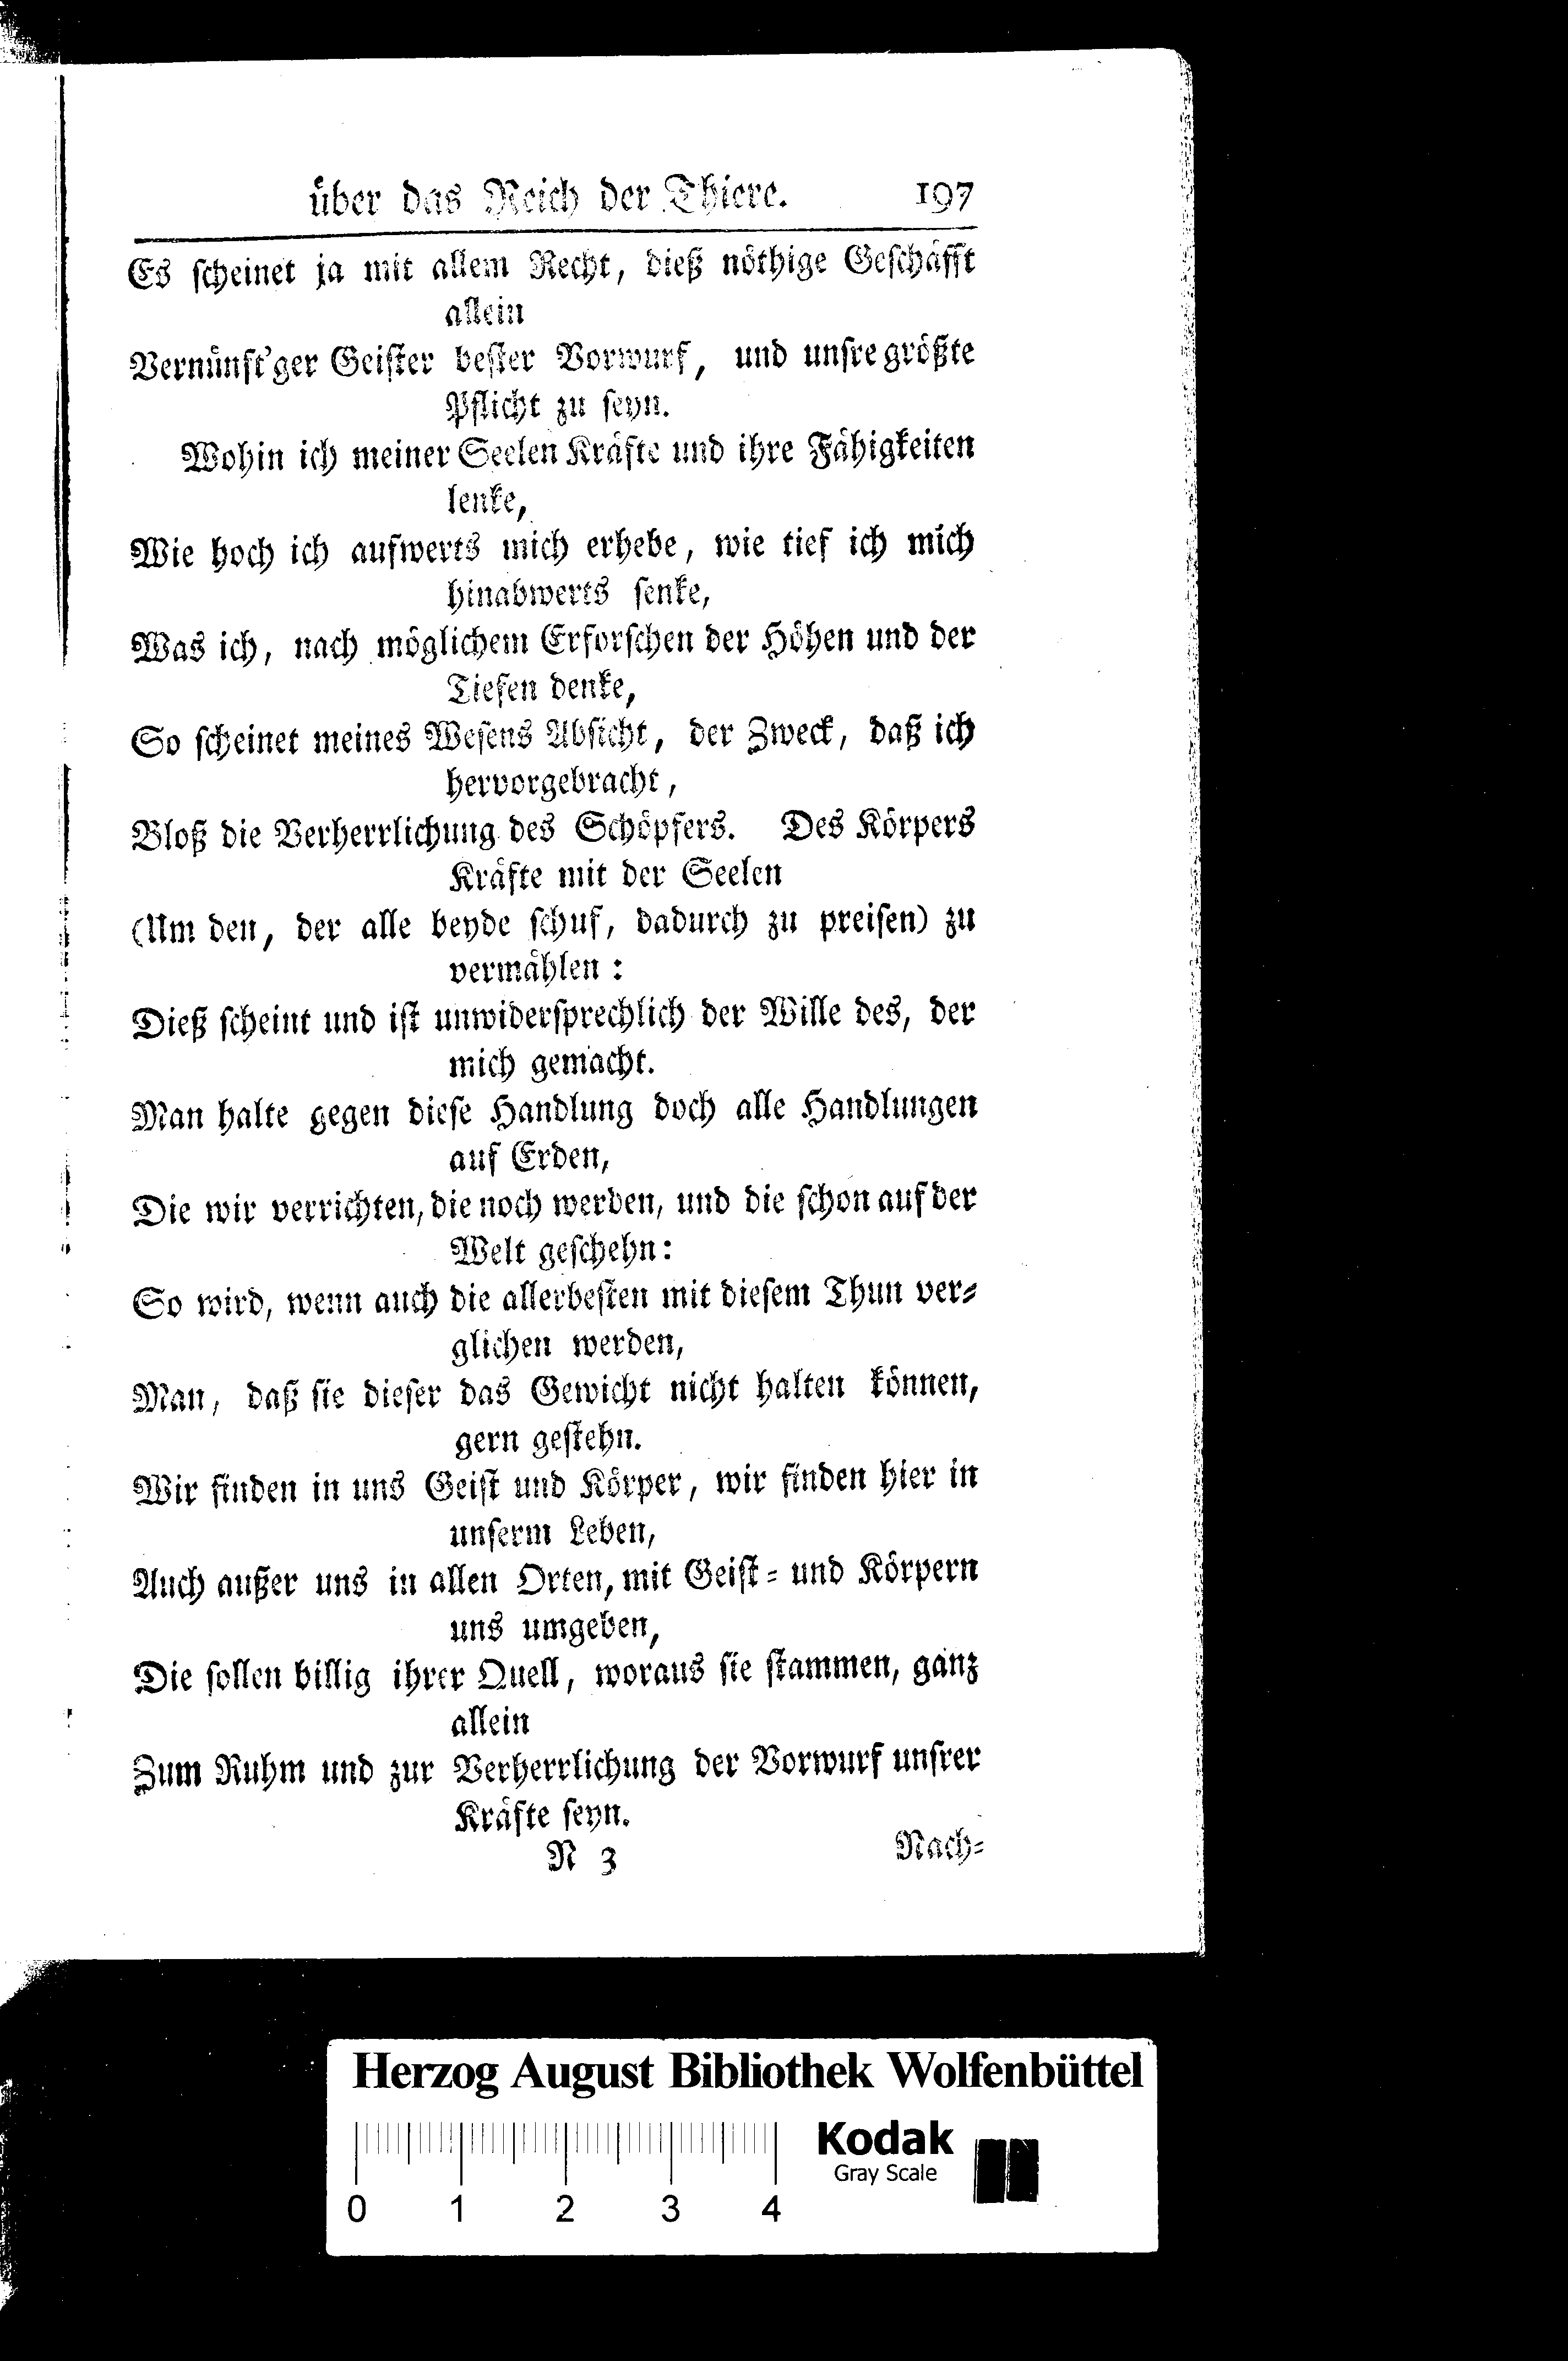 über das Reich der Thiere. 197
Es scheinet ja mit allem Recht, dieß nöthige Geschäfft
allein
Vernünft'ger Geister bester Vorwurf, und unsre größte
Pflicht zu seyn.
Wohin ich meiner Seelen Kräfte und ihre Fähigkeiten
lenke,
Wie hoch ich aufwerts mich erhebe, wie tief ich mich
hinabwerts senke,
Was ich, nach möglichem Erforschen der Höhen und der
Tiefen denke,
So scheinet meines Wesens Absicht, der Zweck, daß ich
hervorgebracht,
Bloß die Verherrlichung des Schöpfers. Des Körpers
Kräfte mit der Seelen
(Um den, der alle beyde schuf, dadurch zu preisen) zu
vermählen:
Dieß scheint und ist unwidersprechlich der Wille des, der
mich gemacht.
Man halte gegen diese Handlung doch alle Handlungen
auf Erden,
Die wir verrichten, die noch werden, und die schon auf der
Welt geschehn:
So wird, wenn auch die allerbesten mit diesem Thun ver-
glichen werden,
Man, daß sie dieser das Gewicht nicht halten können,
gern gestehn.
Wir finden in uns Geist und Körper, wir finden hier in
unserm Leben,
Auch außer uns in allen Orten, mit Geist- und Körpern
uns umgeben,
Die sollen billig ihrer Quell, woraus sie stammen, ganz
allein
Zum Ruhm und zur Verherrlichung der Vorwurf unsrer
Kräfte seyn.
N 3 Nach-
Herzog August Bibliothek Wolfenbüttel
Kodak
Gray Scale
0 1 2 3 4